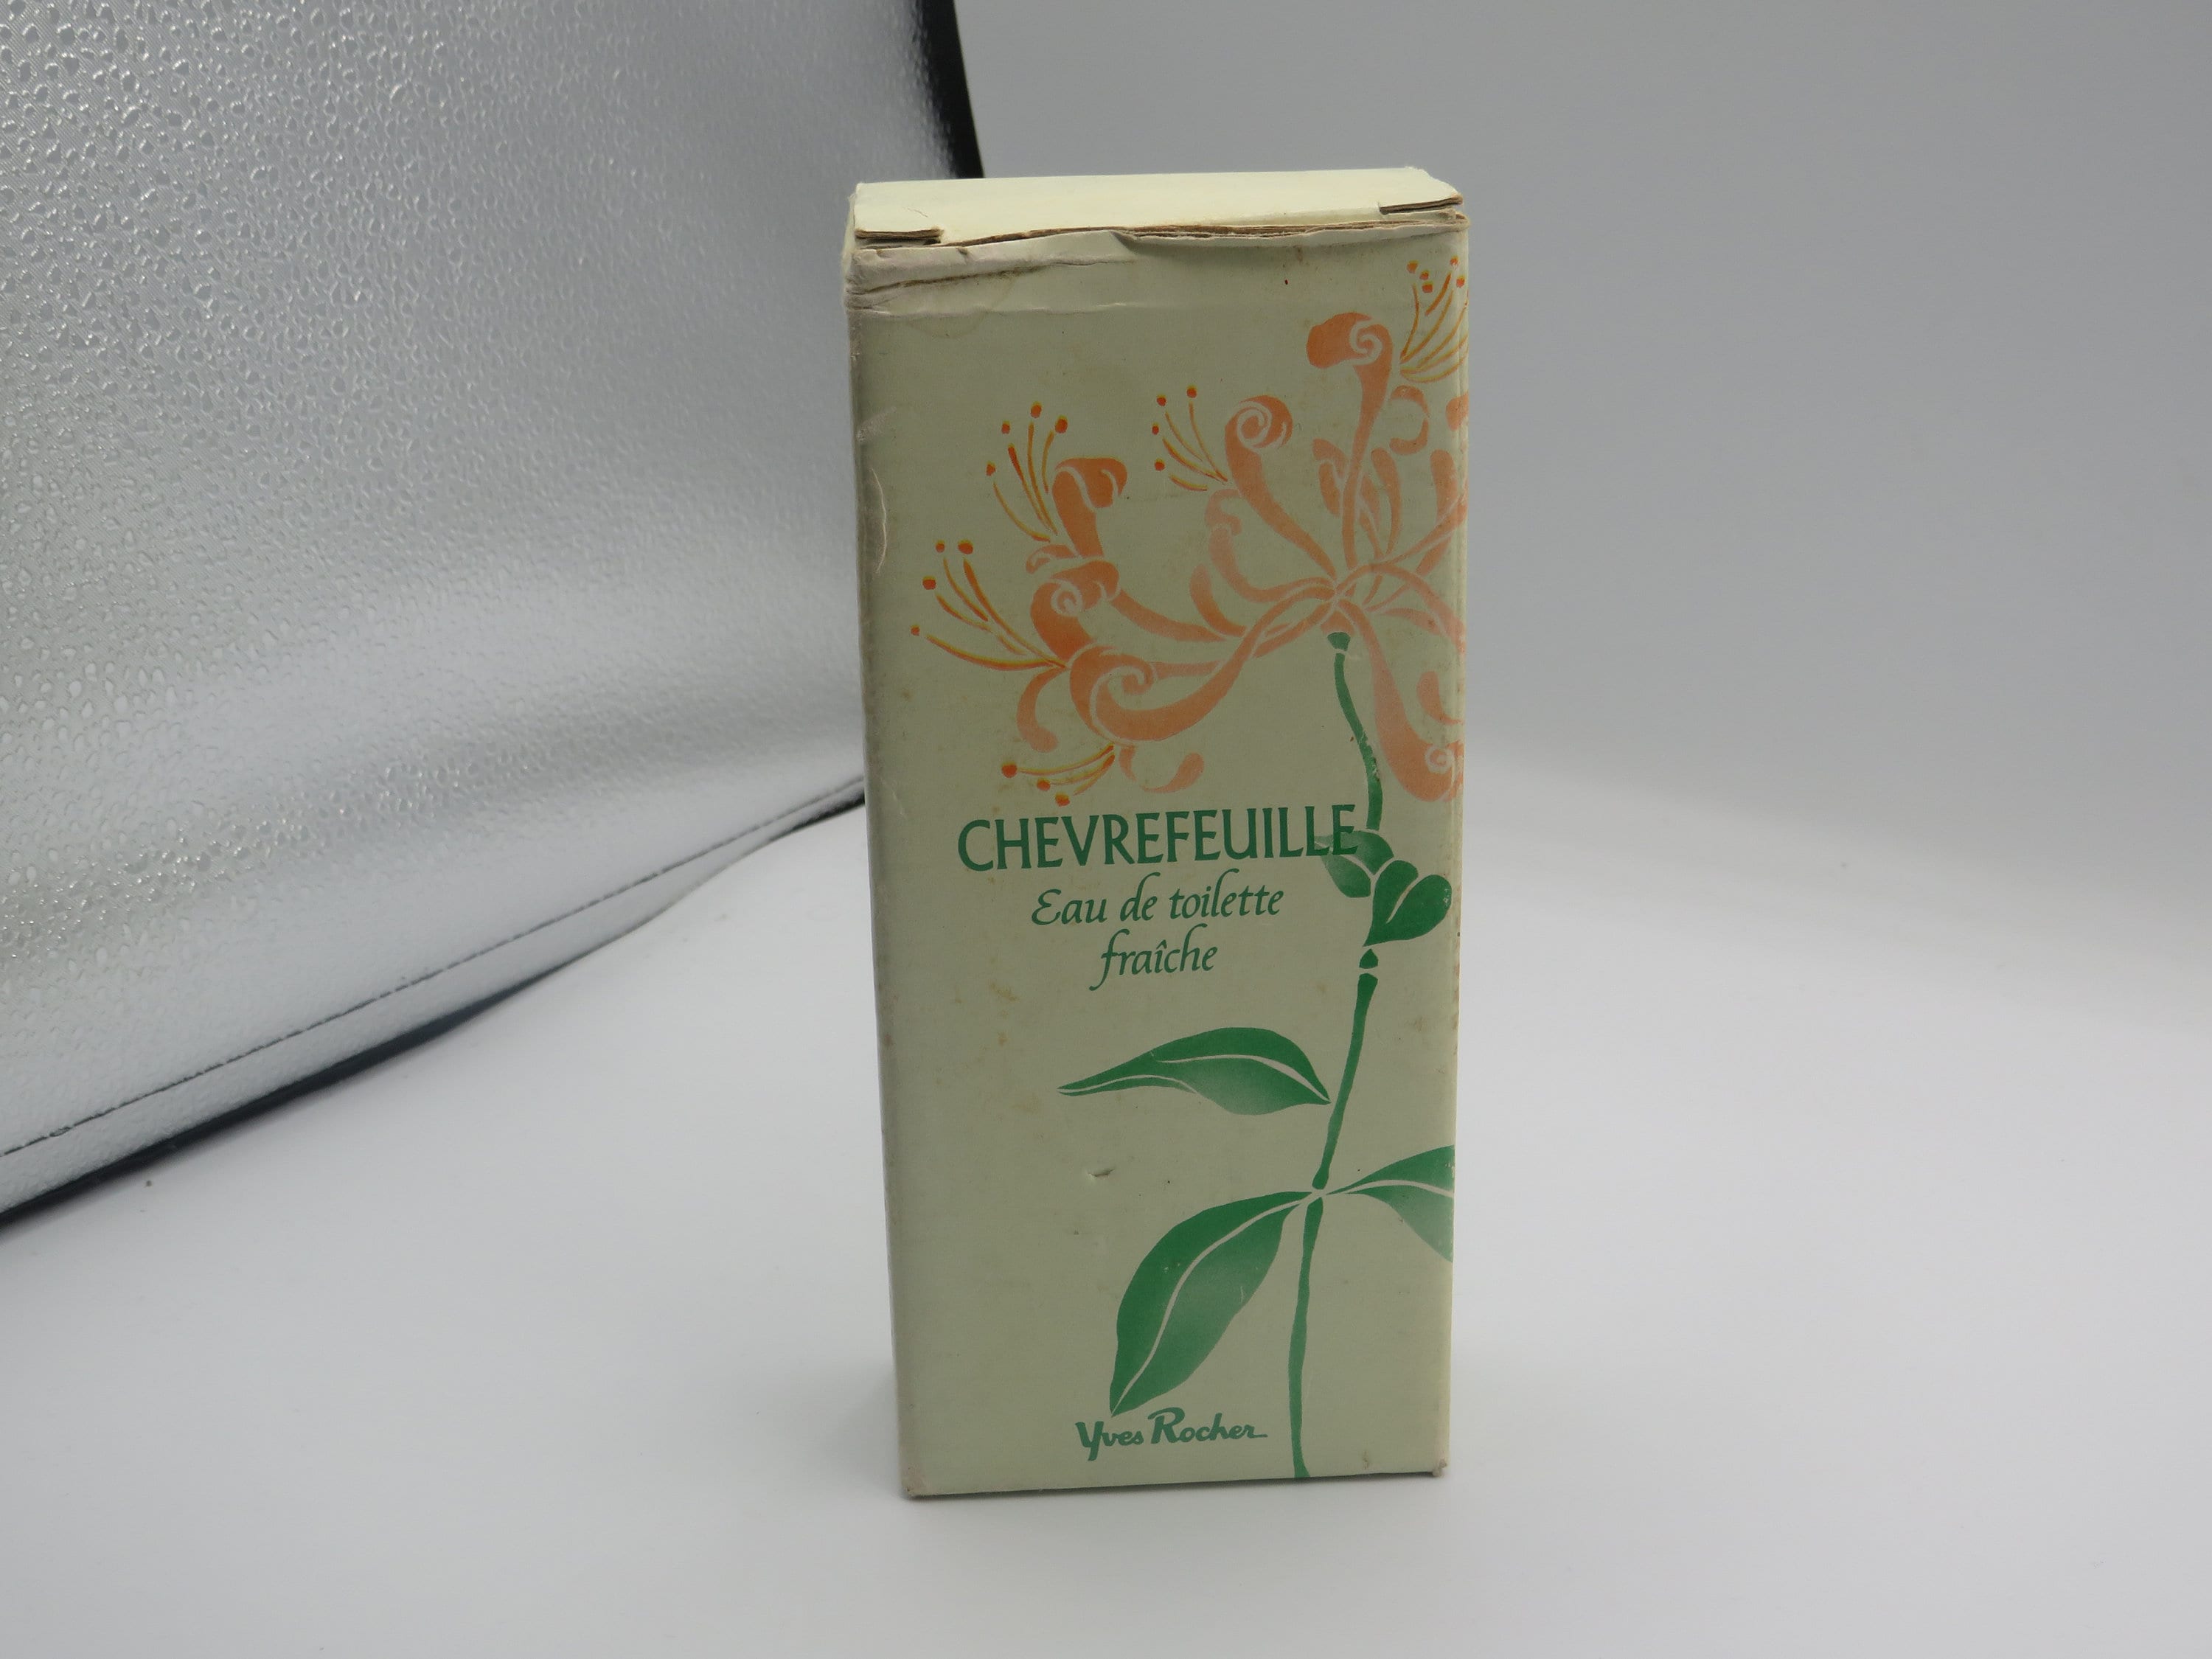 CHEVREFEUILLE
Eau de toilette
fraîche
Yves Rocher